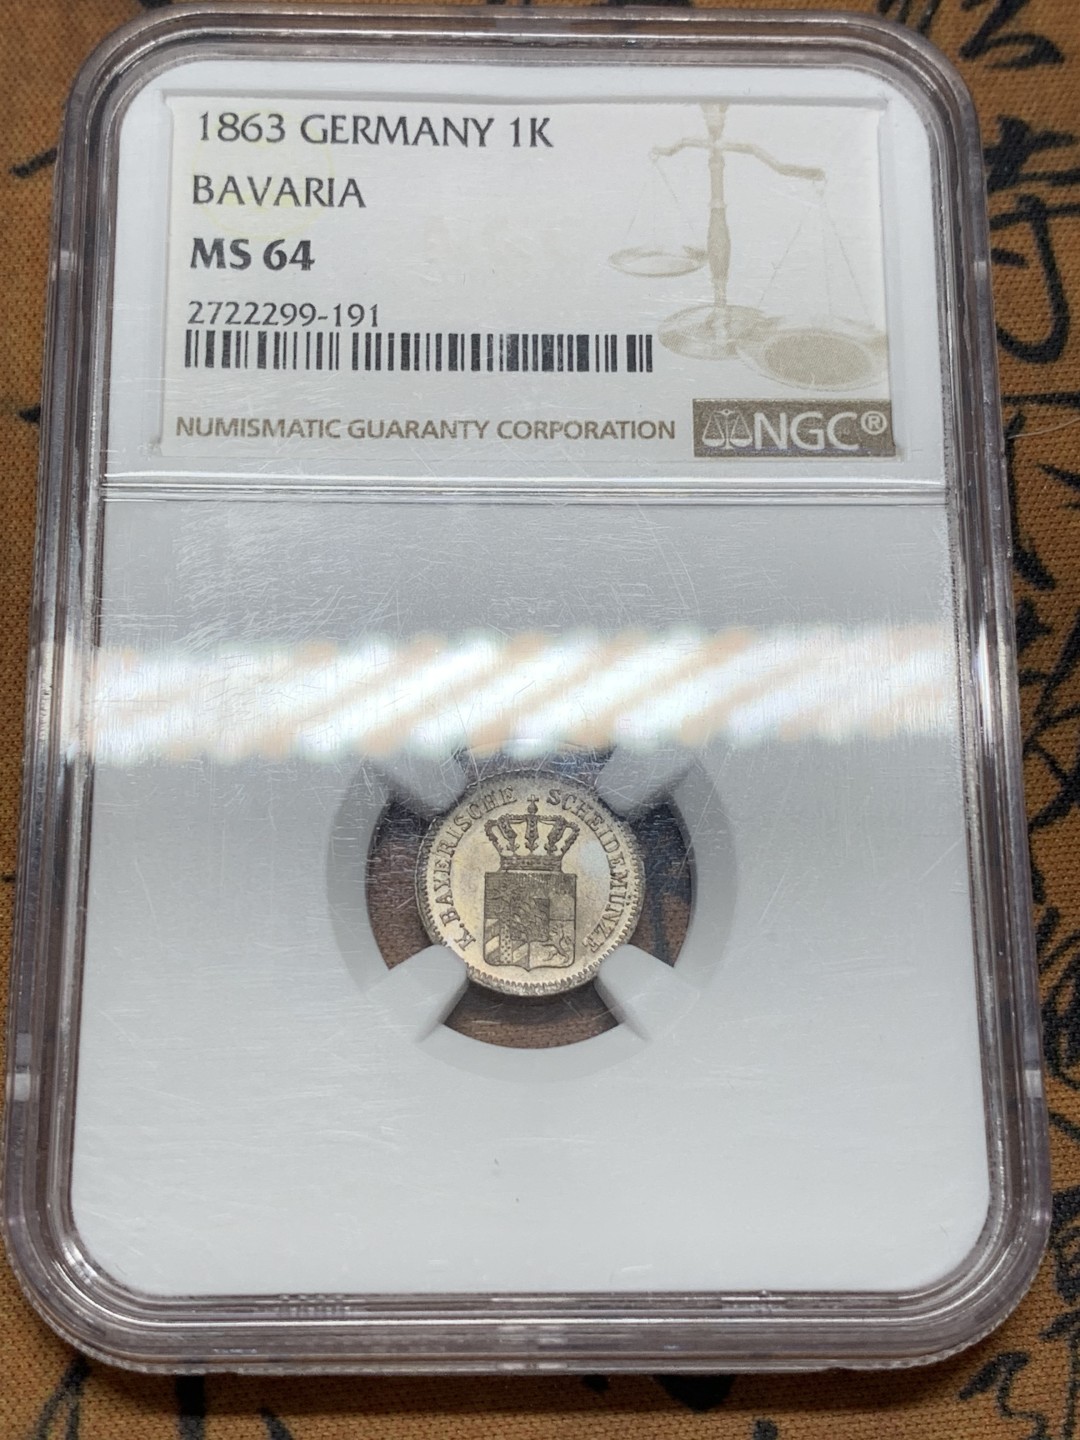 1863 GERMANY 1K
BAVARIA
MS 64
2722299-191
NUMISMATIC GUARANTY CORPORATION
NGC®
K. BAYERISCHE SCHEIDEMÜNZE